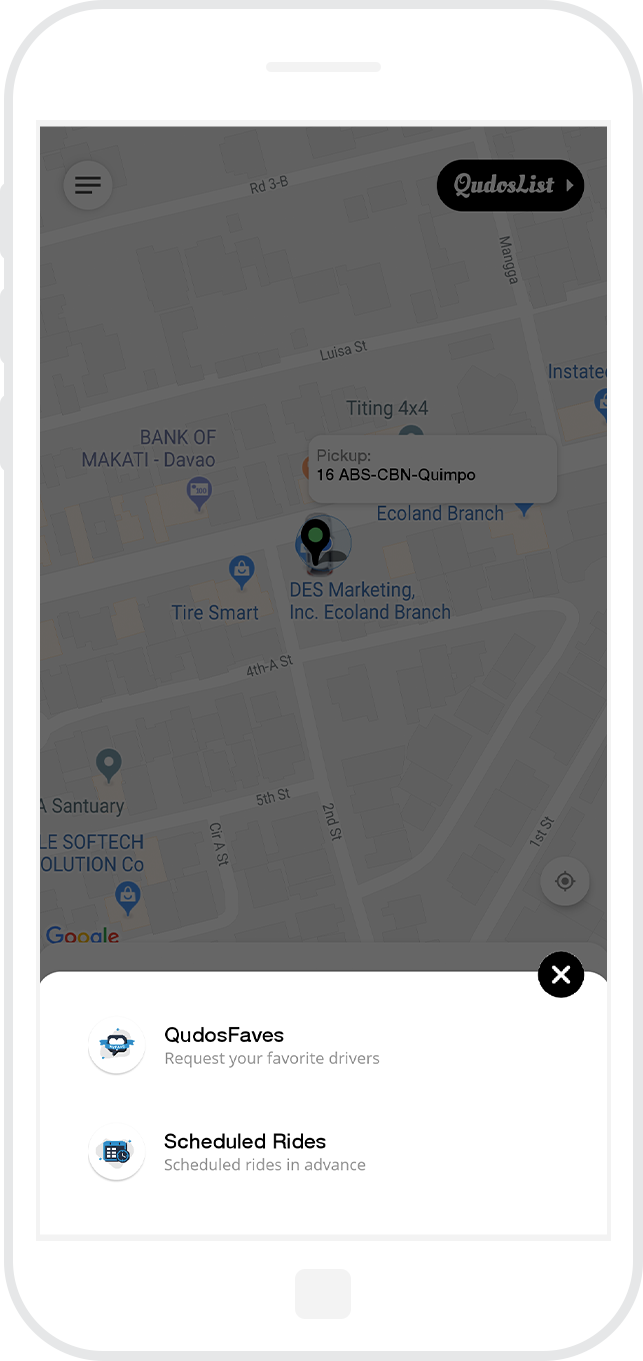 QudosList
Rd 3-B
Mangga
Luisa St
Titing 4x4
BANK OF
MAKATI - Davao
Pickup:
16 ABS-CBN-Quimpo
Ecoland Branch
Tire Smart
DES Marketing,
Inc. Ecoland Branch
4th-A St
A Santuary
5th St
2nd St
Cir A St
1st St
LE SOFTECH
OLUTION Co
Google
QudosFaves
Request your favorite drivers
Scheduled Rides
Scheduled rides in advance